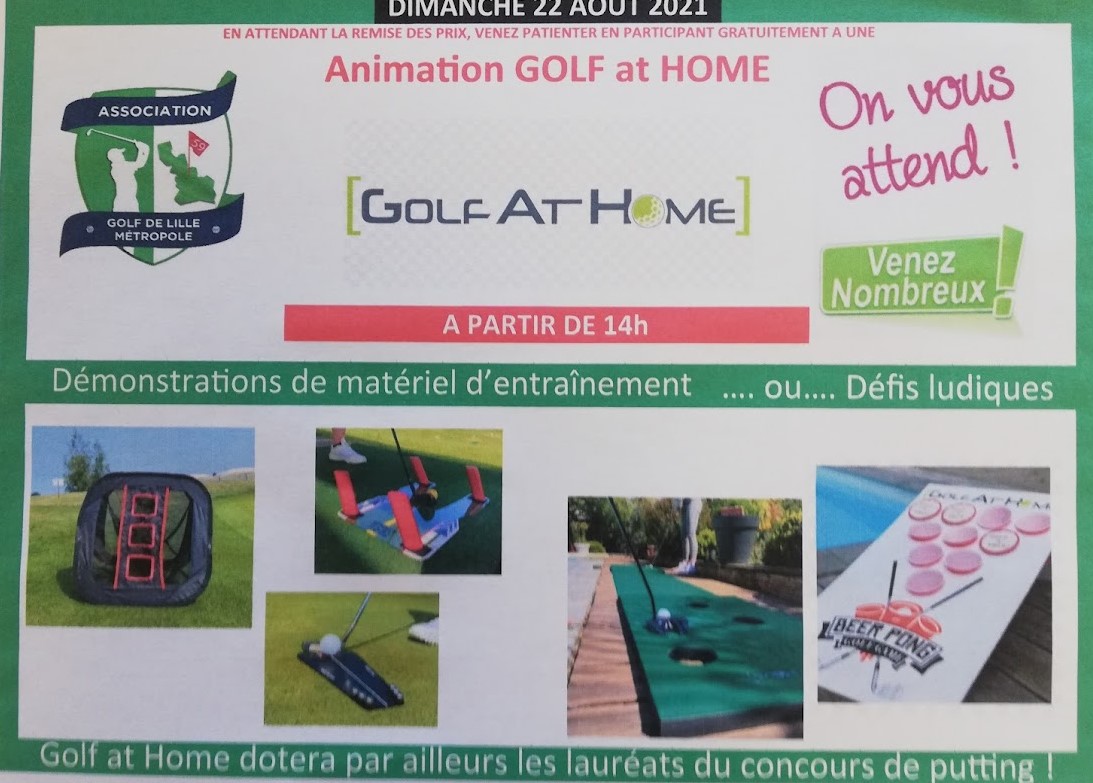 DIMANCHE 22 AOUT 2021
EN ATTENDANT LA REMISE DES PRIX, VENEZ PATIENTER EN PARTICIPANT GRATUITEMENT A UNE
Animation GOLF at HOME
ASSOCIATION
59
GOLF DE LILLE
MÉTROPOLE
[GOLF AT HOME]
On vous
attend !
Venez
Nombreux !
A PARTIR DE 14h
Démonstrations de matériel d'entraînement .... ou.... Défis ludiques
GOLF AT HOME
BEER PONG
Golf at Home dotera par ailleurs les lauréats du concours de putting !